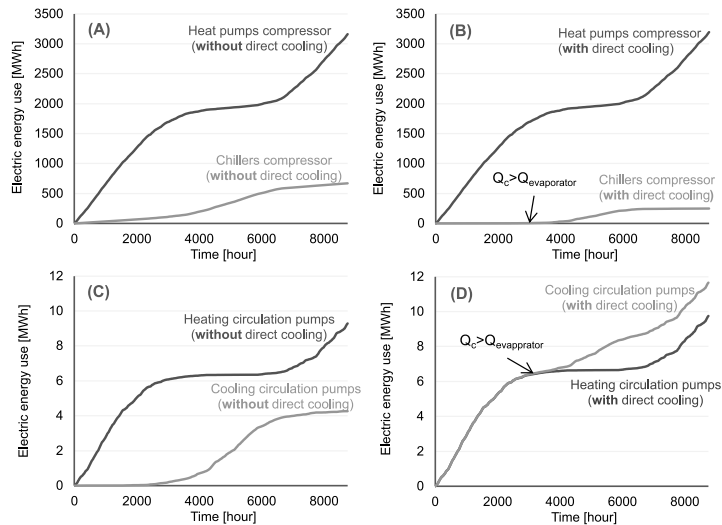 (A)
Heat pumps compressor
(without direct cooling)
Chillers compressor
(without direct cooling)
Electric energy use [MWh]
3500
3000
2500
2000
1500
1000
500
0
0 2000 4000 6000 8000
Time [hour]
(B)
Heat pumps compressor
(with direct cooling)
Qc>Qevaporator
Chillers compressor
(with direct cooling)
Electric energy use [MWh]
3500
3000
2500
2000
1500
1000
500
0
0 2000 4000 6000 8000
Time [hour]
(C)
Heating circulation pumps
(without direct cooling)
Cooling circulation pumps
(without direct cooling)
Electric energy use [MWh]
12
10
8
6
4
2
0
0 2000 4000 6000 8000
Time [hour]
(D)
Cooling circulation pumps
(with direct cooling)
Qc>Qevapprator
Heating circulation pumps
(with direct cooling)
Electric energy use [MWh]
12
10
8
6
4
2
0
0 2000 4000 6000 8000
Time [hour]